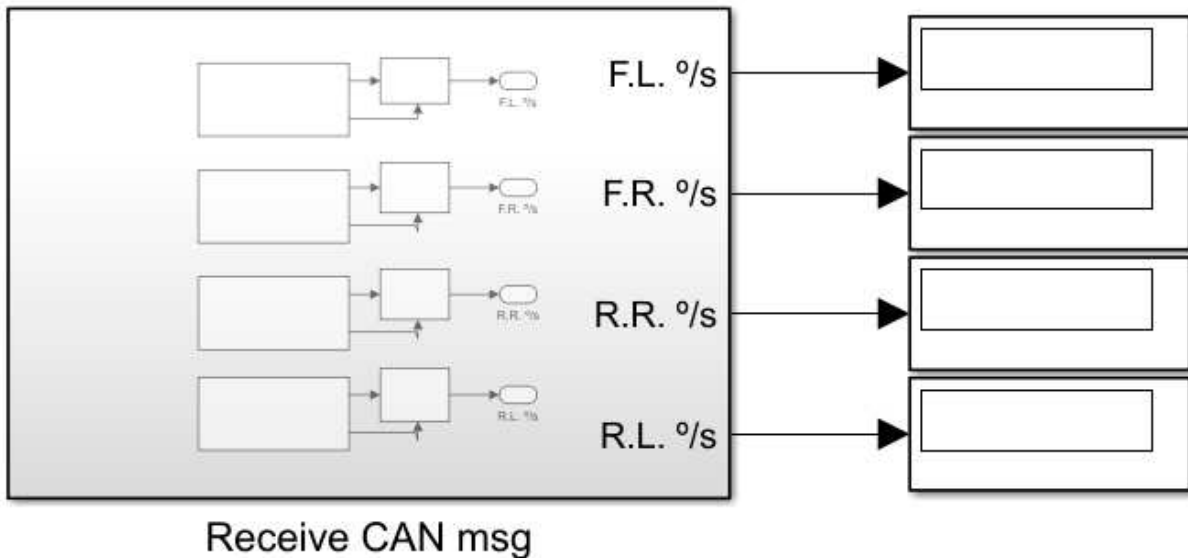 F.L. º/s
F.L. º/s
F.R. º/s
F.R. º/s
R.R. º/s
R.R. º/s
R.L. º/s
R.L. º/s
Receive CAN msg